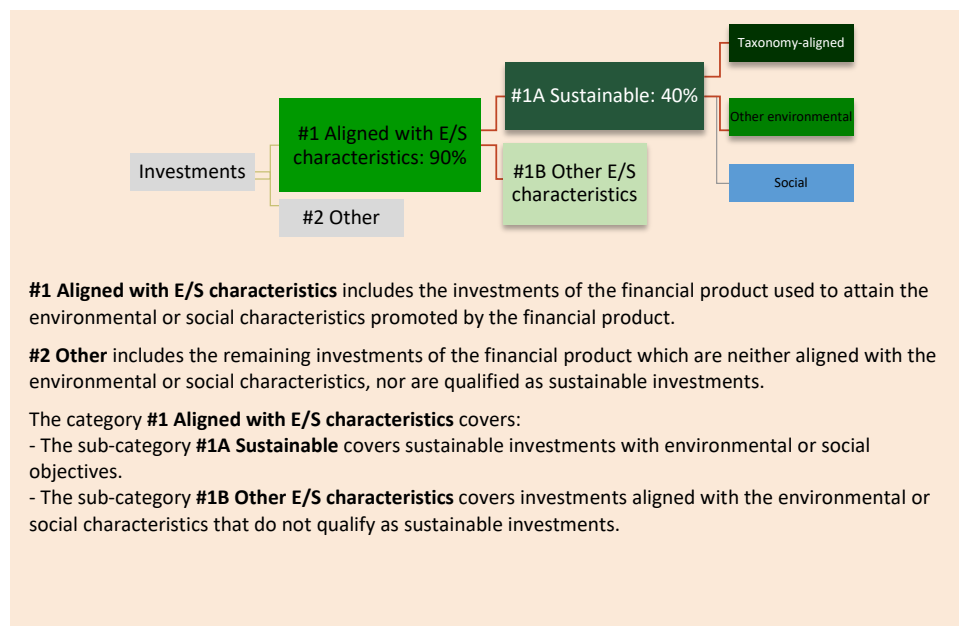 Taxonomy-aligned
#1A Sustainable: 40%
Other environmental
#1 Aligned with E/S
characteristics: 90%
Investments
#1B Other E/S
characteristics
Social
#2 Other
#1 Aligned with E/S characteristics includes the investments of the financial product used to attain the
environmental or social characteristics promoted by the financial product.
#2 Other includes the remaining investments of the financial product which are neither aligned with the
environmental or social characteristics, nor are qualified as sustainable investments.
The category #1 Aligned with E/S characteristics covers:
- The sub-category #1A Sustainable covers sustainable investments with environmental or social
objectives.
- The sub-category #1B Other E/S characteristics covers investments aligned with the environmental or
social characteristics that do not qualify as sustainable investments.